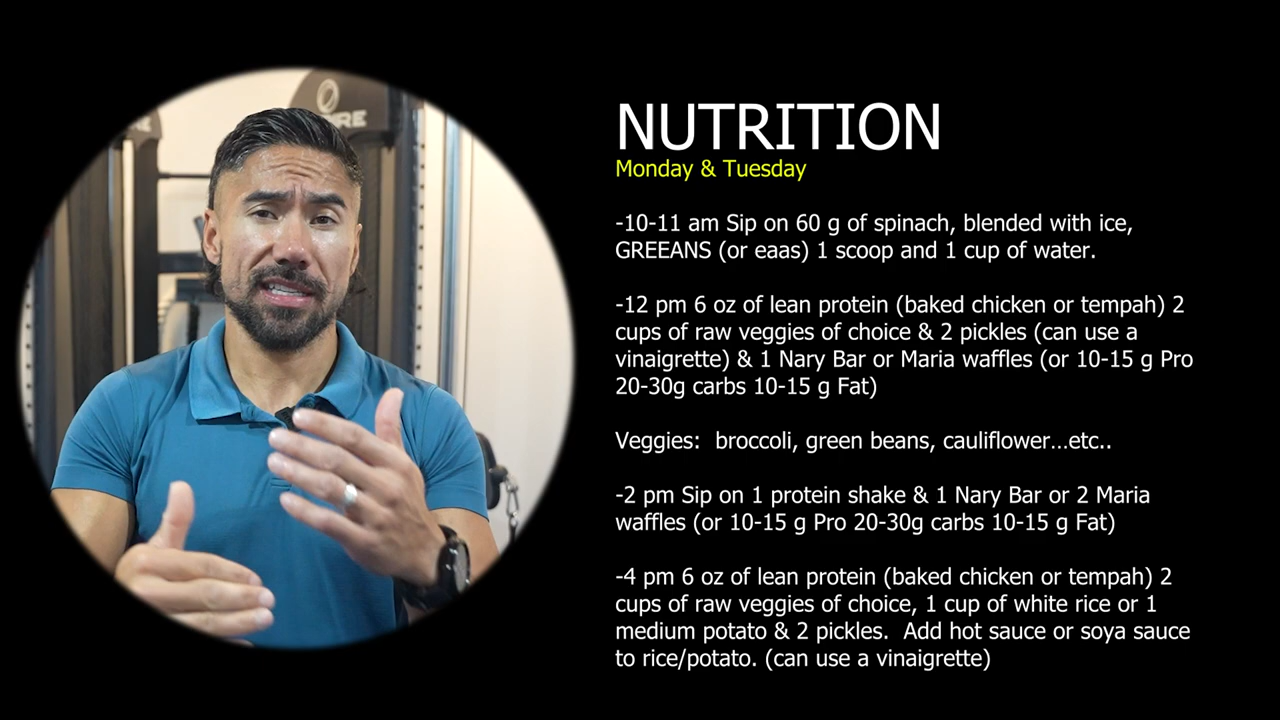 NUTRITION
Monday & Tuesday
-10-11 am Sip on 60 g of spinach, blended with ice,
GREEANS (or eaas) 1 scoop and 1 cup of water.
-12 pm 6 oz of lean protein (baked chicken or tempah) 2
cups of raw veggies of choice & 2 pickles (can use a
vinaigrette) & 1 Nary Bar or Maria waffles (or 10-15 g Pro
20-30g carbs 10-15 g Fat)
Veggies:  broccoli, green beans, cauliflower...etc..
-2 pm Sip on 1 protein shake & 1 Nary Bar or 2 Maria
waffles (or 10-15 g Pro 20-30g carbs 10-15 g Fat)
-4 pm 6 oz of lean protein (baked chicken or tempah) 2
cups of raw veggies of choice, 1 cup of white rice or 1
medium potato & 2 pickles.  Add hot sauce or soya sauce
to rice/potato. (can use a vinaigrette)